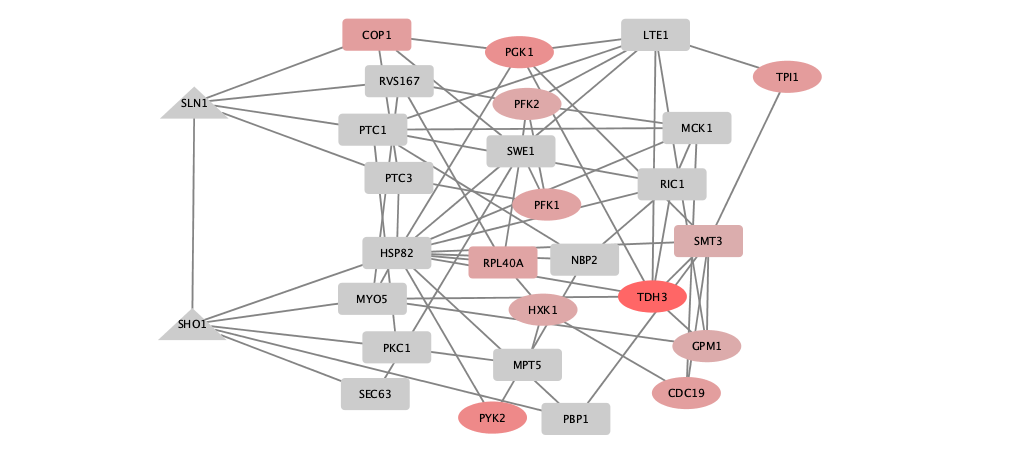 COP1
LTE1
PGK1
TPI1
RVS167
SLN1
PFK2
PTC1
MCK1
SWE1
PTC3
RIC1
PFK1
SMT3
HSP82
RPL40A
NBP2
MYO5
TDH3
HXK1
SHO1
PKC1
GPM1
MPT5
SEC63
CDC19
PYK2
PBP1